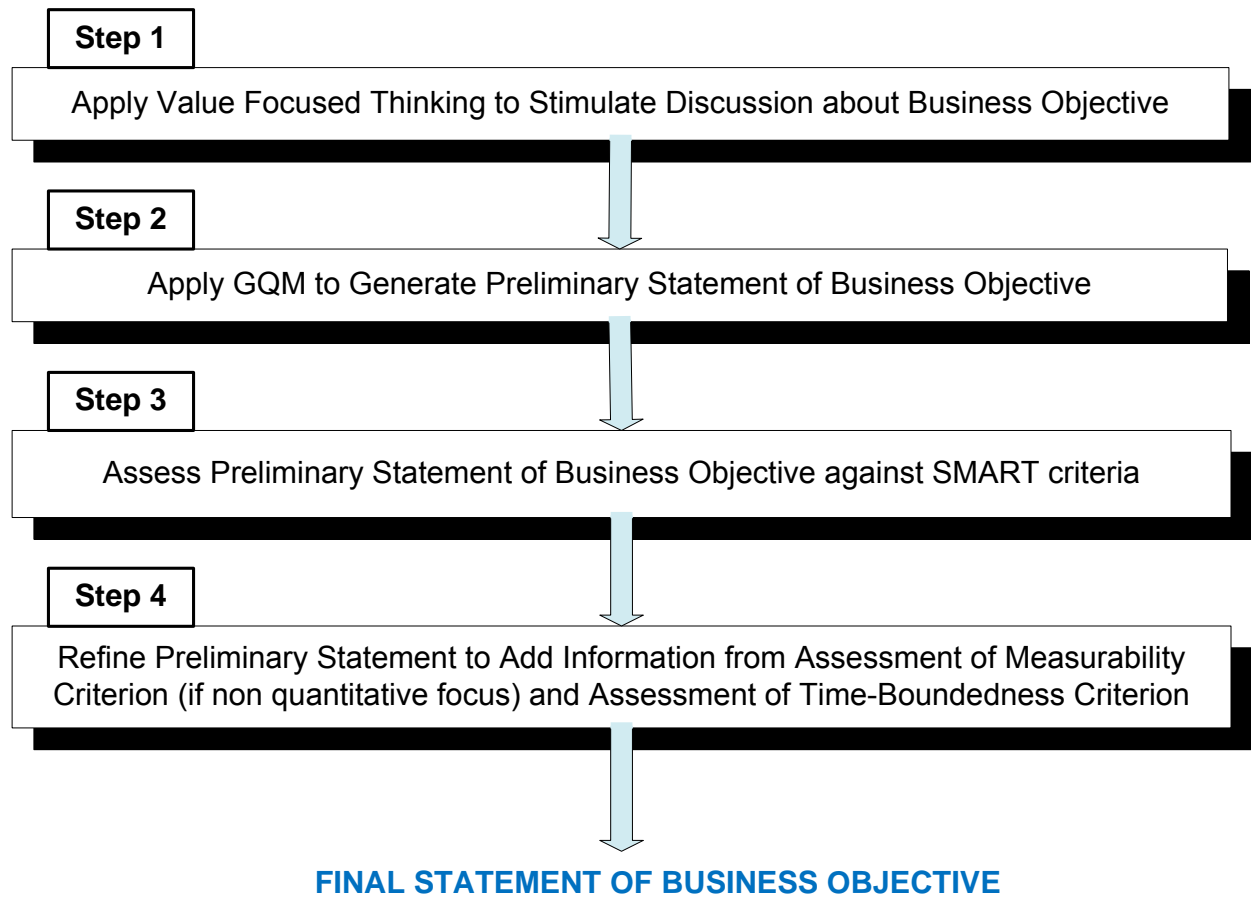 Step 1
Apply Value Focused Thinking to Stimulate Discussion about Business Objective
Step 2
Apply GQM to Generate Preliminary Statement of Business Objective
Step 3
Assess Preliminary Statement of Business Objective against SMART criteria
Step 4
Refine Preliminary Statement to Add Information from Assessment of Measurability
Criterion (if non quantitative focus) and Assessment of Time-Boundedness Criterion
FINAL STATEMENT OF BUSINESS OBJECTIVE